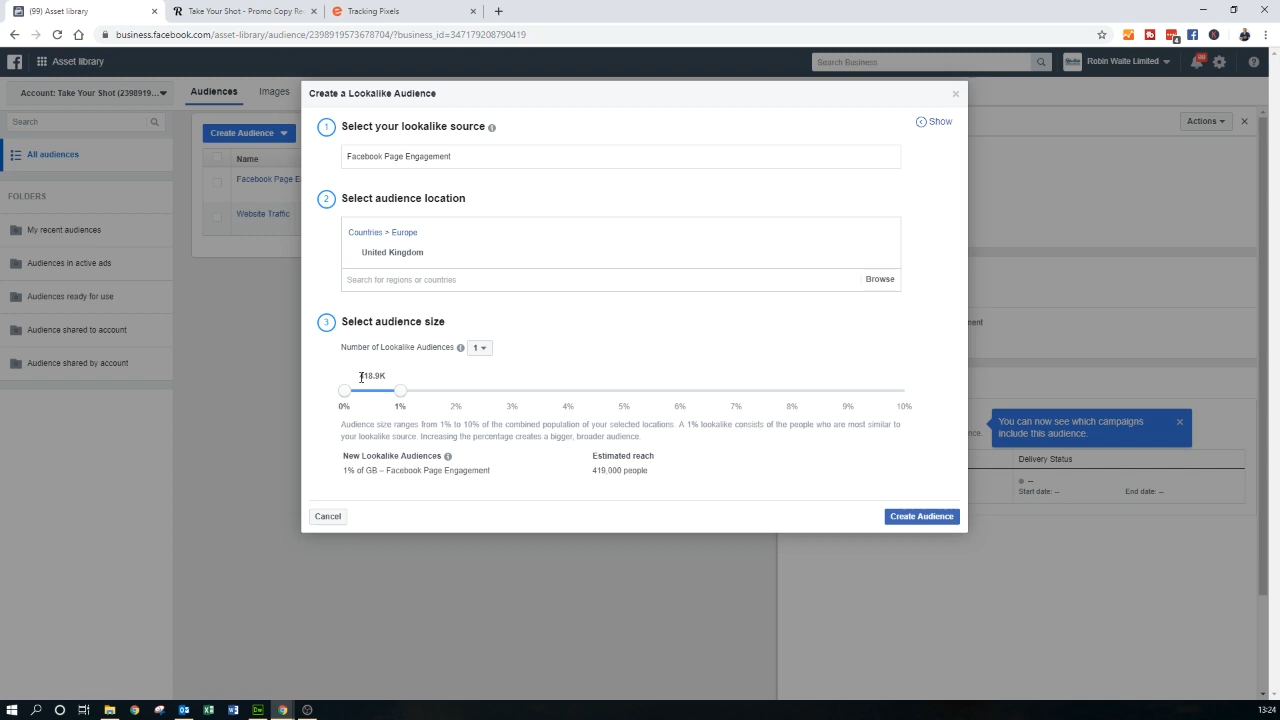 (99) Asset library
Take Your Shot - Promo Copy Re
Tracking Pixels
business.facebook.com/asset-library/audience/2398919573678704/?business_id=347179208790419
Asset library
Search Business
Robin Waite Limited
Account: Take Your Shot (2398919...
Audiences
Images
Search
All audiences
FOLDERS
My recent audiences
Audiences in active ads
Audiences ready for use
Audience shared to account
Audience shared by account
Create Audience
Name
Facebook Page E
Website Traffic
Create a Lookalike Audience
Show
1 Select your lookalike source
Facebook Page Engagement
2 Select audience location
Countries > Europe
United Kingdom
Search for regions or countries
Browse
3 Select audience size
Number of Lookalike Audiences 1
18.9K
0% 1% 2% 3% 4% 5% 6% 7% 8% 9% 10%
Audience size ranges from 1% to 10% of the combined population of your selected locations. A 1% lookalike consists of the people who are most similar to
your lookalike source. Increasing the percentage creates a bigger, broader audience.
New Lookalike Audiences
Estimated reach
1% of GB – Facebook Page Engagement
419,000 people
Cancel
Create Audience
Actions
ment
nce.
You can now see which campaigns
include this audience.
Delivery Status
--
Start date: --
End date: --
13:24